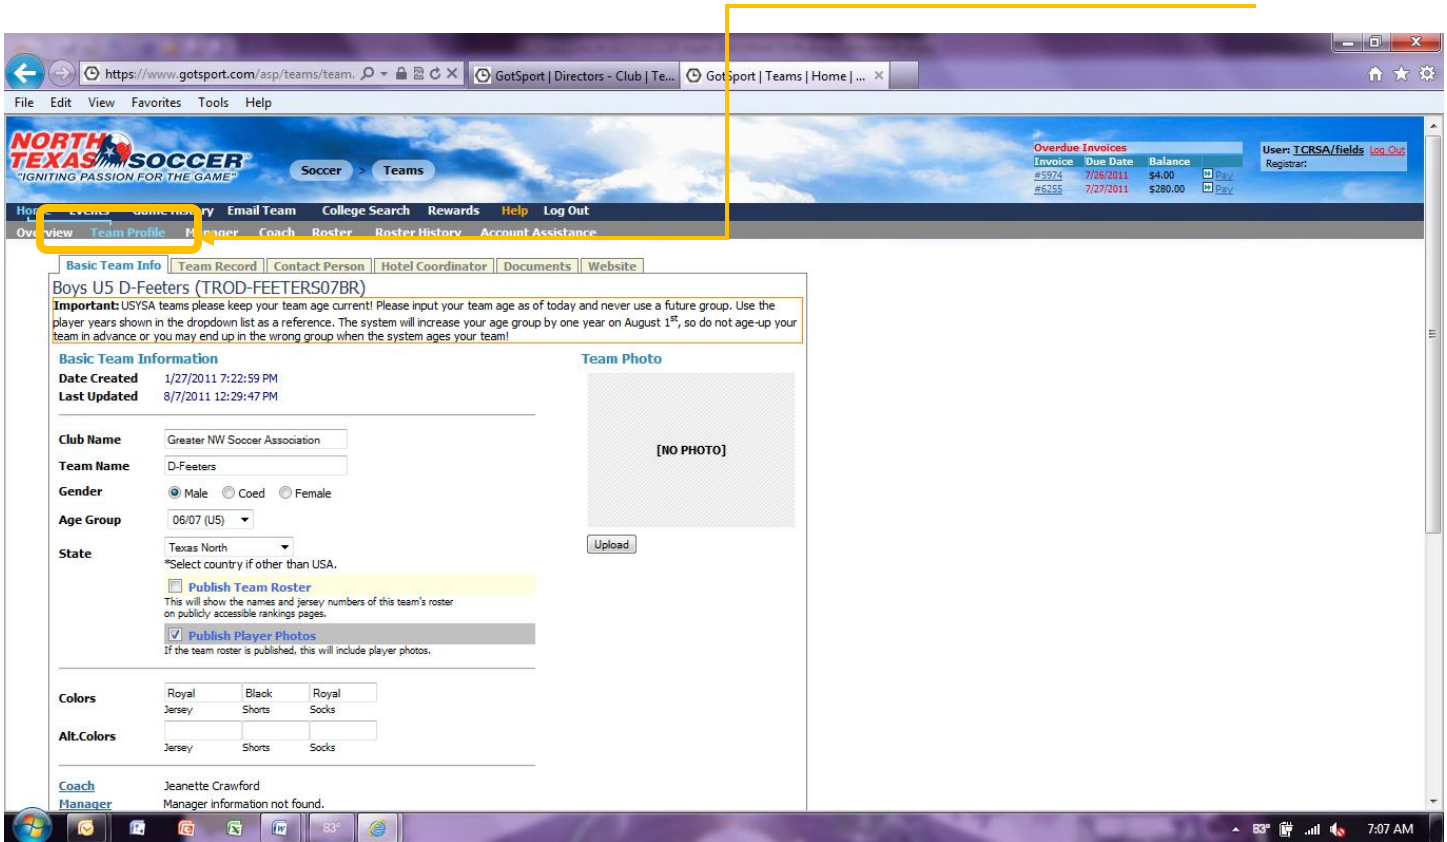 https://www.gotsport.com/asp/teams/team.
GotSport | Directors - Club | Te...
GotSport | Teams | Home | ...
File Edit View Favorites Tools Help
NORTH
TEXAS SOCCER
"IGNITING PASSION FOR THE GAME"
Soccer > Teams
Overdue Invoices
Invoice Due Date Balance
#5974 7/26/2011 $4.00 Pay
#6255 7/27/2011 $280.00 Pay
User: TCRSA/fields Log Out
Registrar:
Home Events Game History Email Team College Search Rewards Help Log Out
Overview Team Profile Manager Coach Roster Roster History Account Assistance
Basic Team Info Team Record Contact Person Hotel Coordinator Documents Website
Boys U5 D-Feeters (TROD-FEETERS07BR)
Important: USYSA teams please keep your team age current! Please input your team age as of today and never use a future group. Use the
player years shown in the dropdown list as a reference. The system will increase your age group by one year on August 1st, so do not age-up your
team in advance or you may end up in the wrong group when the system ages your team!
Basic Team Information
Team Photo
Date Created 1/27/2011 7:22:59 PM
Last Updated 8/7/2011 12:29:47 PM
[NO PHOTO]
Upload
Club Name Greater NW Soccer Association
Team Name D-Feeters
Gender Male Coed Female
Age Group 06/07 (U5)
State Texas North
*Select country if other than USA.
Publish Team Roster
This will show the names and jersey numbers of this team's roster
on publicly accessible rankings pages.
Publish Player Photos
If the team roster is published, this will include player photos.
Colors Royal Black Royal
Jersey Shorts Socks
Alt.Colors
Jersey Shorts Socks
Coach Jeanette Crawford
Manager Manager information not found.
83°
83° 7:07 AM